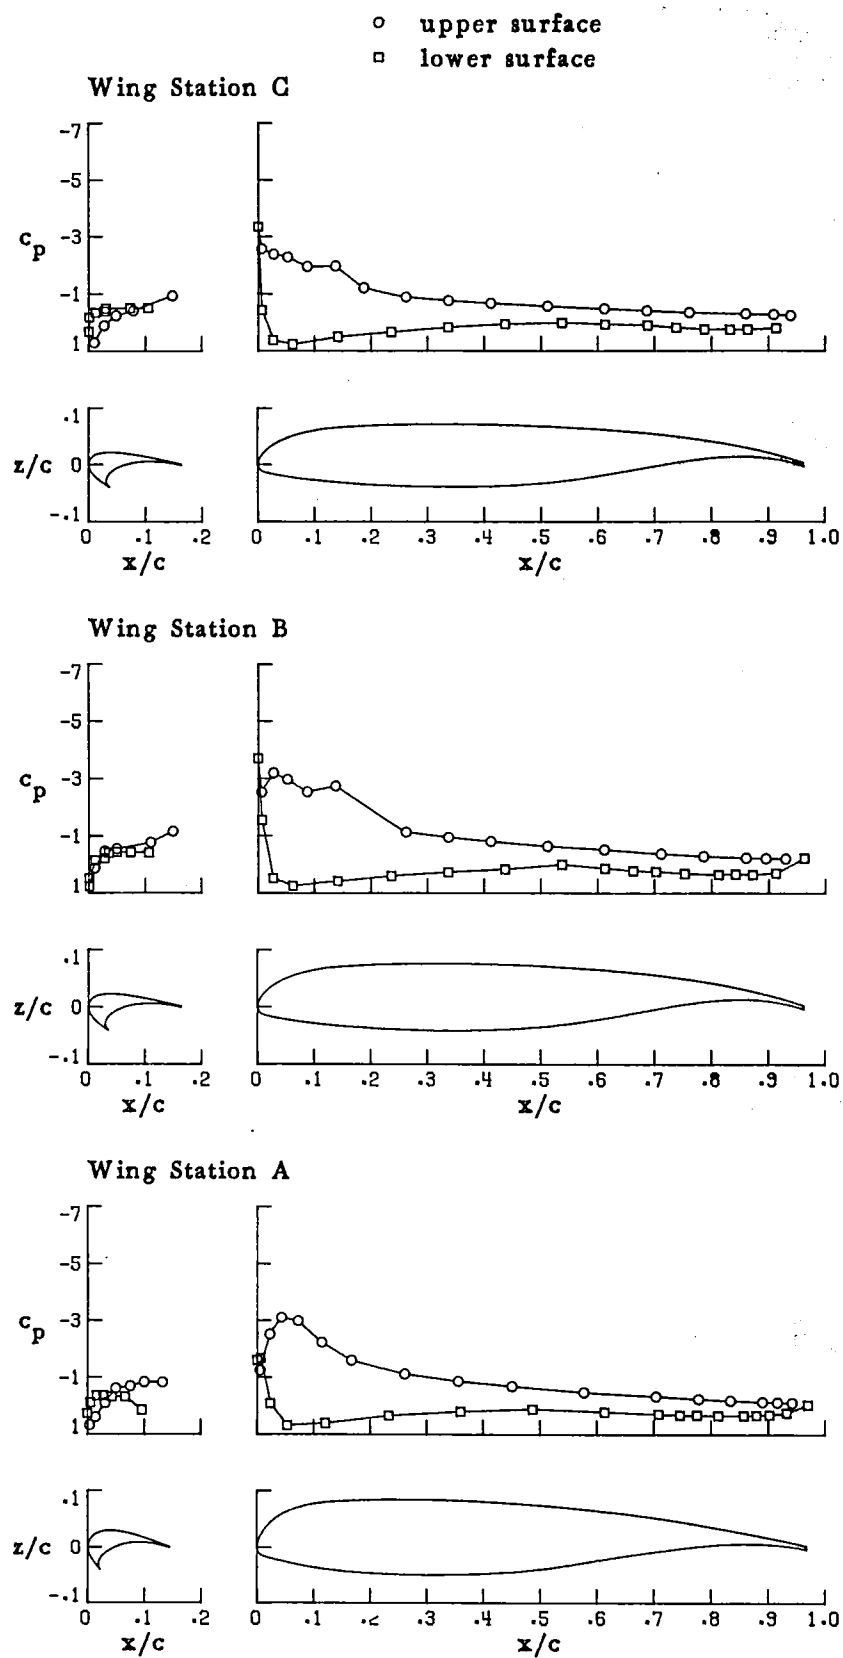 upper surface
lower surface
Wing Station C
-7
-5
-3
-1
1
cp
.1
0
-.1
z/c
0 .1 .2
x/c
0 .1 .2 .3 .4 .5 .6 .7 .8 .9 1.0
x/c
Wing Station B
-7
-5
-3
-1
1
cp
.1
0
-.1
z/c
0 .1 .2
x/c
0 .1 .2 .3 .4 .5 .6 .7 .8 .9 1.0
x/c
Wing Station A
-7
-5
-3
-1
1
cp
.1
0
-.1
z/c
0 .1 .2
x/c
0 .1 .2 .3 .4 .5 .6 .7 .8 .9 1.0
x/c